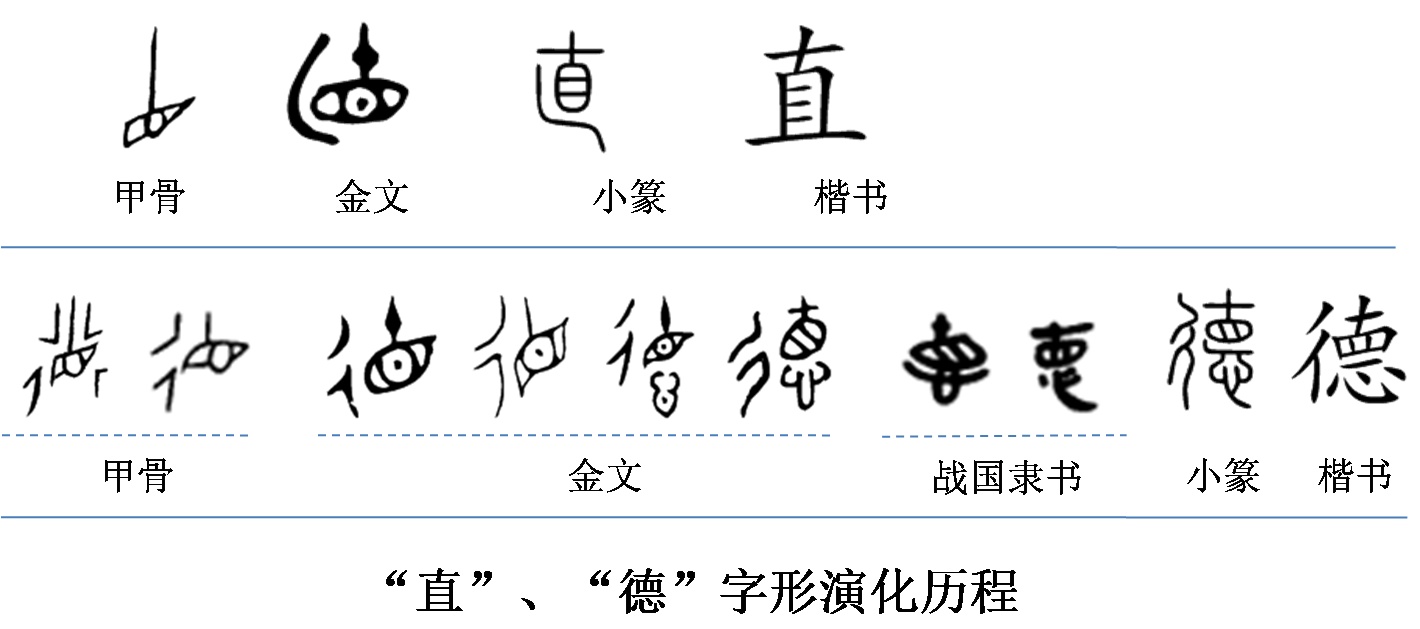 直
甲骨 金文 小篆 楷书
德
甲骨 金文 战国隶书 小篆 楷书
“直”、“德”字形演化历程